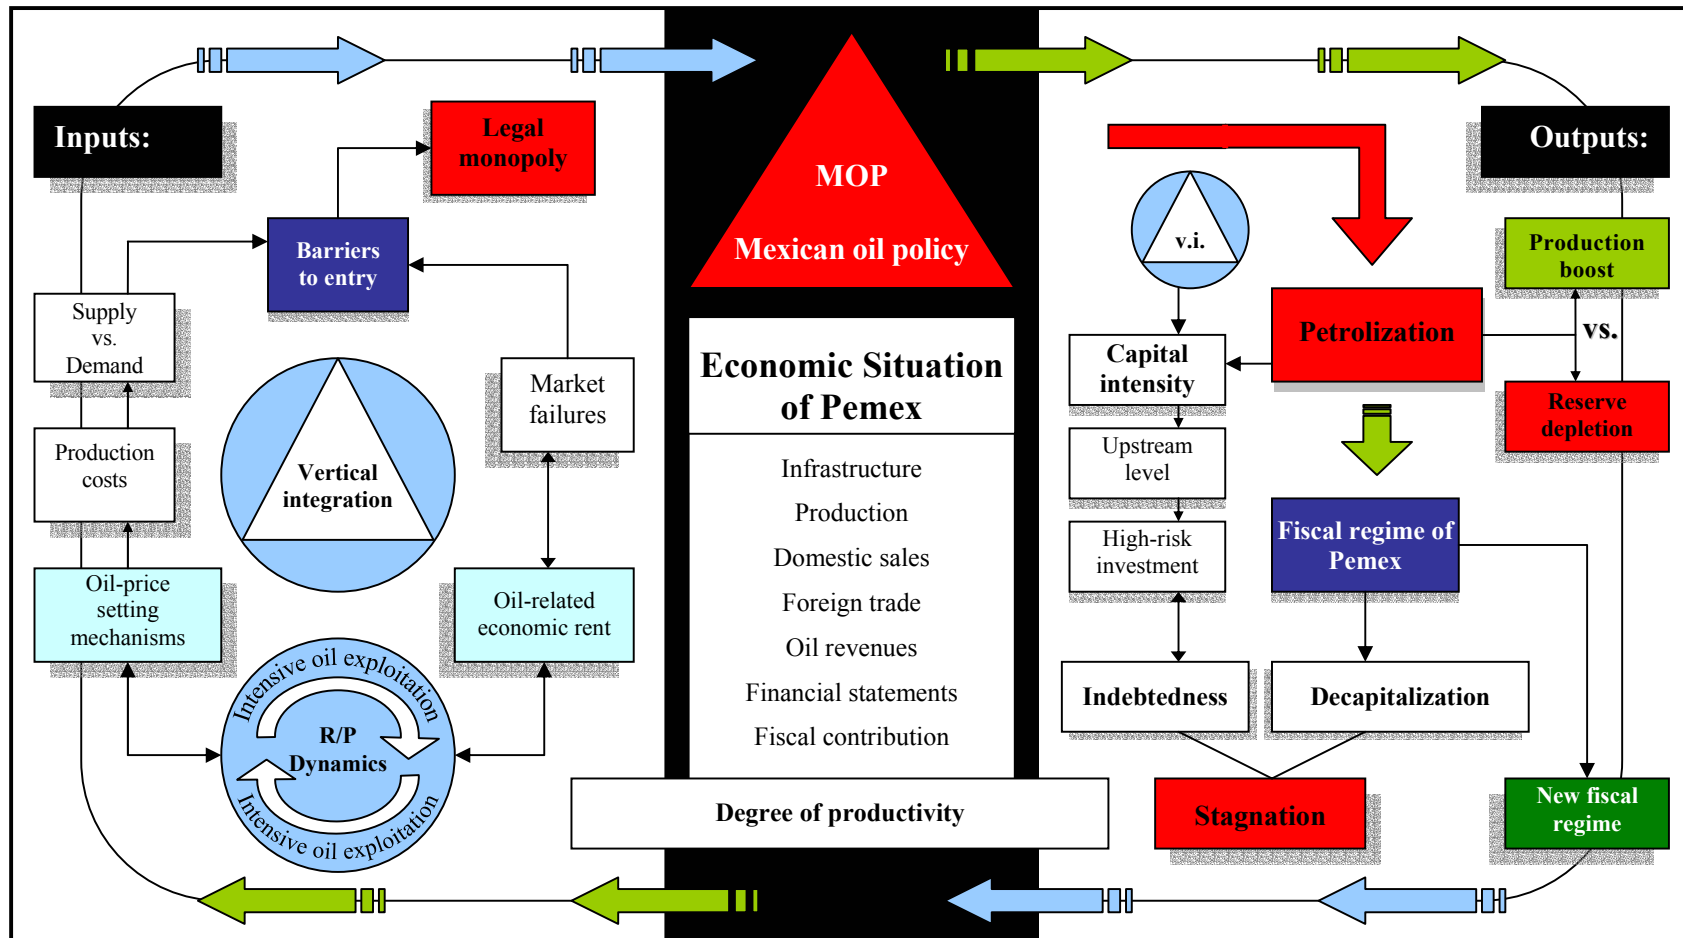 Inputs:
Legal
monopoly
Barriers
to entry
Supply
vs.
Demand
Market
failures
Production
costs
Vertical
integration
Oil-price
setting
mechanisms
Oil-related
economic rent
Intensive oil exploitation
R/P
Dynamics
Intensive oil exploitation
MOP
Mexican oil policy
Economic Situation
of Pemex
Infrastructure
Production
Domestic sales
Foreign trade
Oil revenues
Financial statements
Fiscal contribution
Degree of productivity
Outputs:
v.i.
Production
boost
Petrolization
vs.
Capital
intensity
Reserve
depletion
Upstream
level
High-risk
investment
Fiscal regime of
Pemex
Indebtedness
Decapitalization
Stagnation
New fiscal
regime